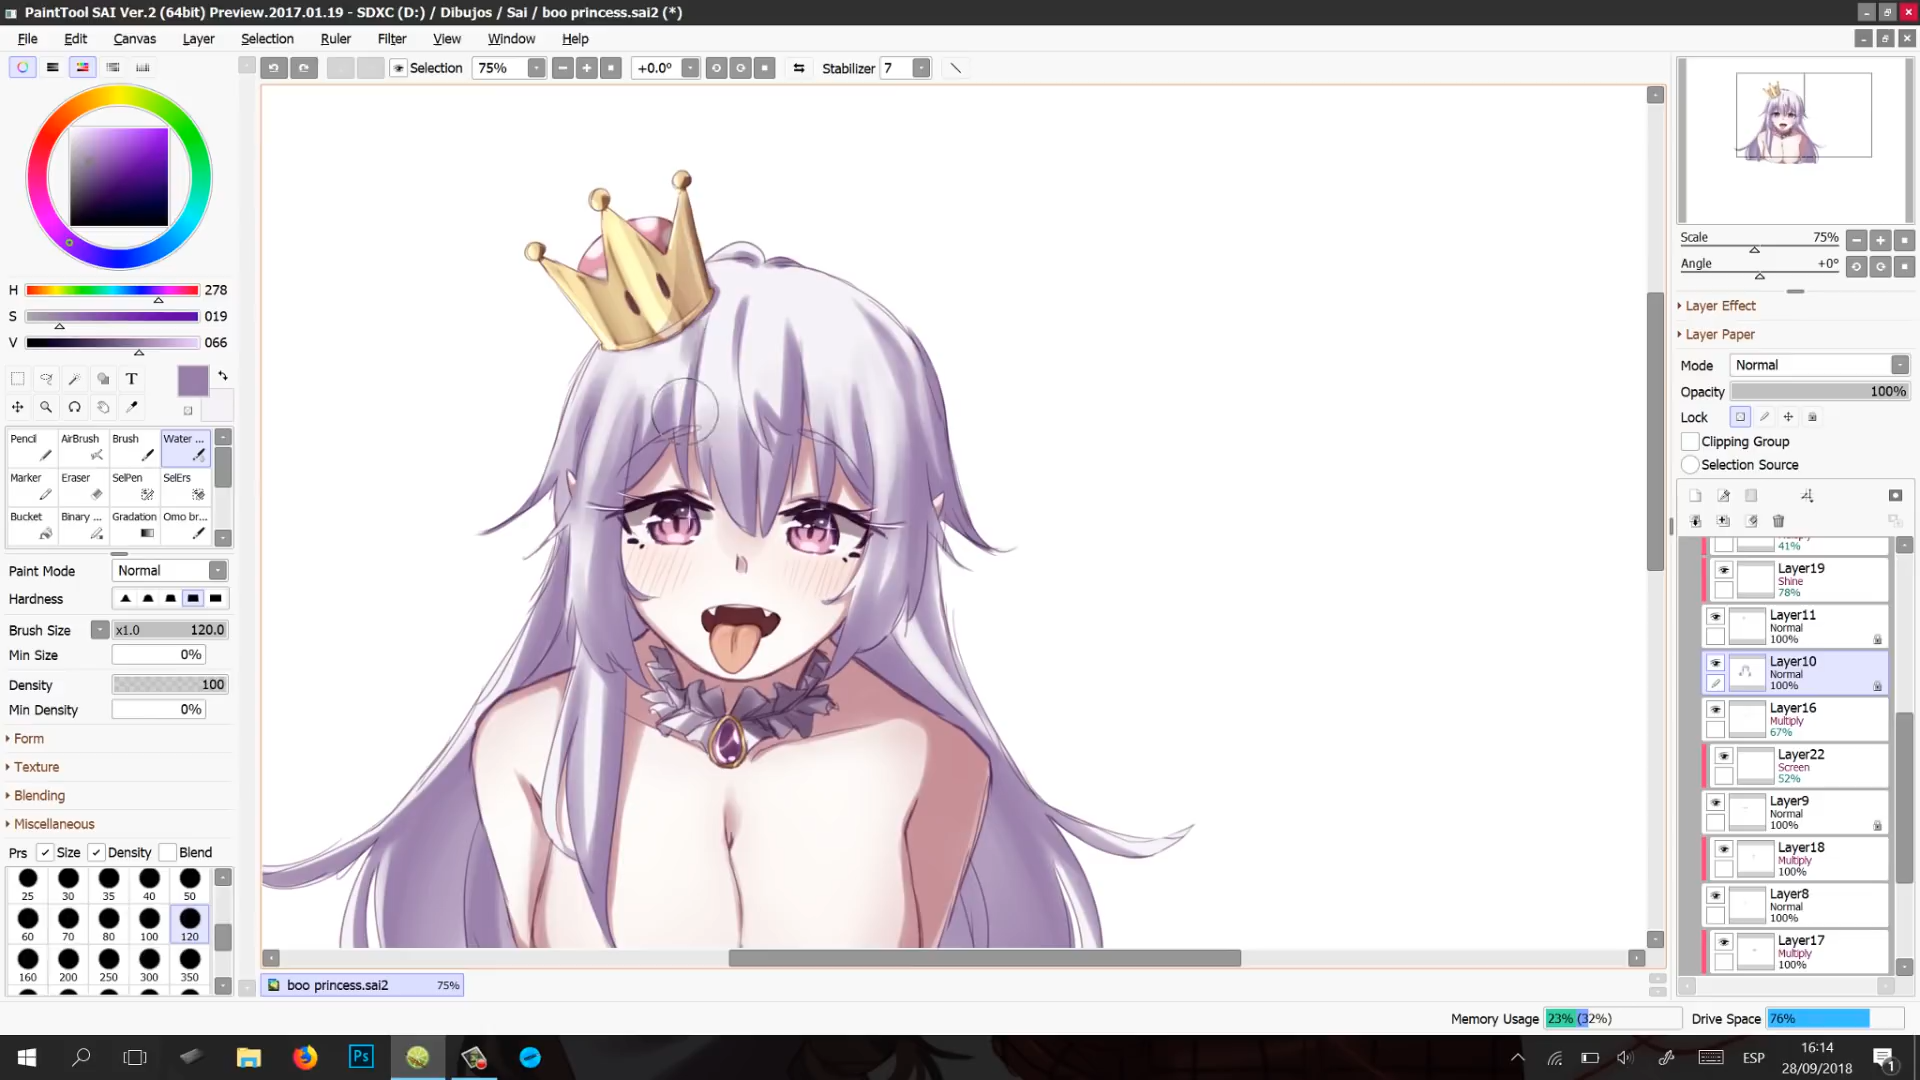 PaintTool SAI Ver.2 (64bit) Preview.2017.01.19 - SDXC (D:) / Dibujos / Sai / boo princess.sai2 (*)
File Edit Canvas Layer Selection Ruler Filter View Window Help
Selection 75% +0.0° Stabilizer 7
Scale 75%
Angle +0°
H 278
S 019
V 066
T
Pencil AirBrush Brush Water ...
Marker Eraser SelPen SelErs
Bucket Binary ... Gradation Omo br...
Paint Mode Normal
Hardness
Brush Size x1.0 120.0
Min Size 0%
Density 100
Min Density 0%
Form
Texture
Blending
Miscellaneous
Prs Size Density Blend
25 30 35 40 50
60 70 80 100 120
160 200 250 300 350
Layer Effect
Layer Paper
Mode Normal
Opacity 100%
Lock
Clipping Group
Selection Source
41%
Layer19
Shine
78%
Layer11
Normal
100%
Layer10
Normal
100%
Layer16
Multiply
67%
Layer22
Screen
52%
Layer9
Normal
100%
Layer18
Multiply
100%
Layer8
Normal
100%
Layer17
Multiply
100%
boo princess.sai2 75%
Memory Usage 23% (32%) Drive Space 76%
Ps
ESP
16:14
28/09/2018
1